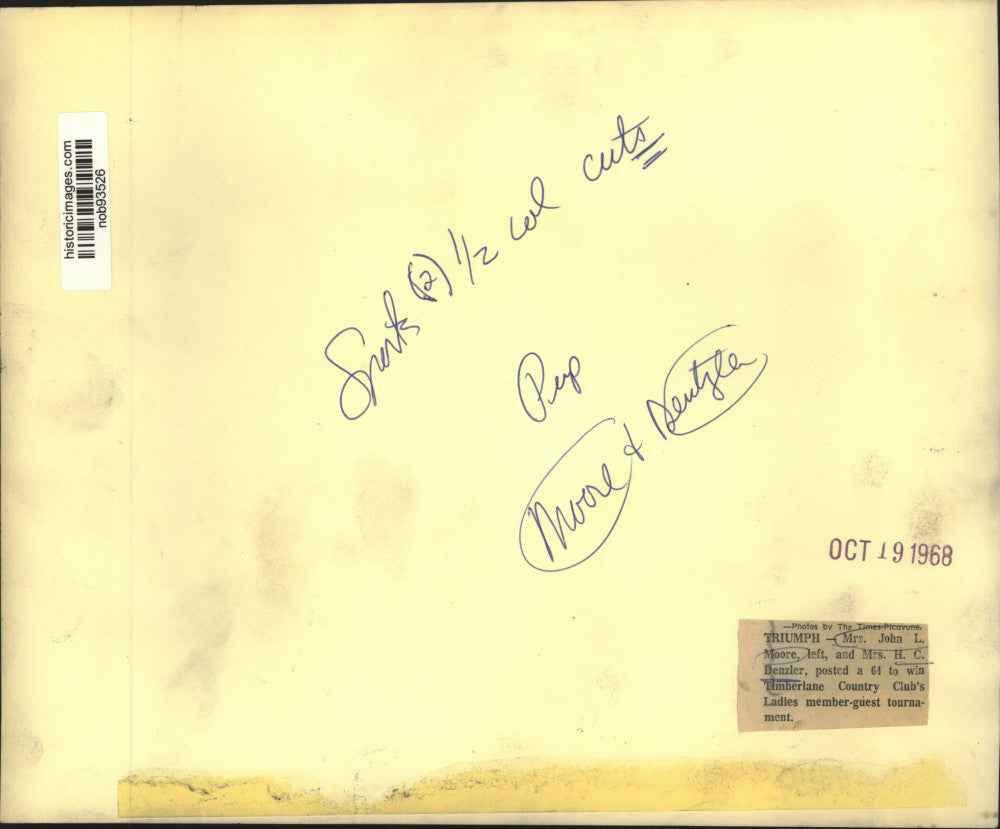 historicimages.com
nob93526
Sports (2) 1/2 col cuts
Pup
Moore & Dentzler
OCT 19 1968
—Photos by The Times-Picayune.
TRIUMPH — Mrs. John L.
Moore, left, and Mrs. H. C.
Denzler, posted a 64 to win
Timberlane Country Club's
Ladies member-guest tourna-
ment.